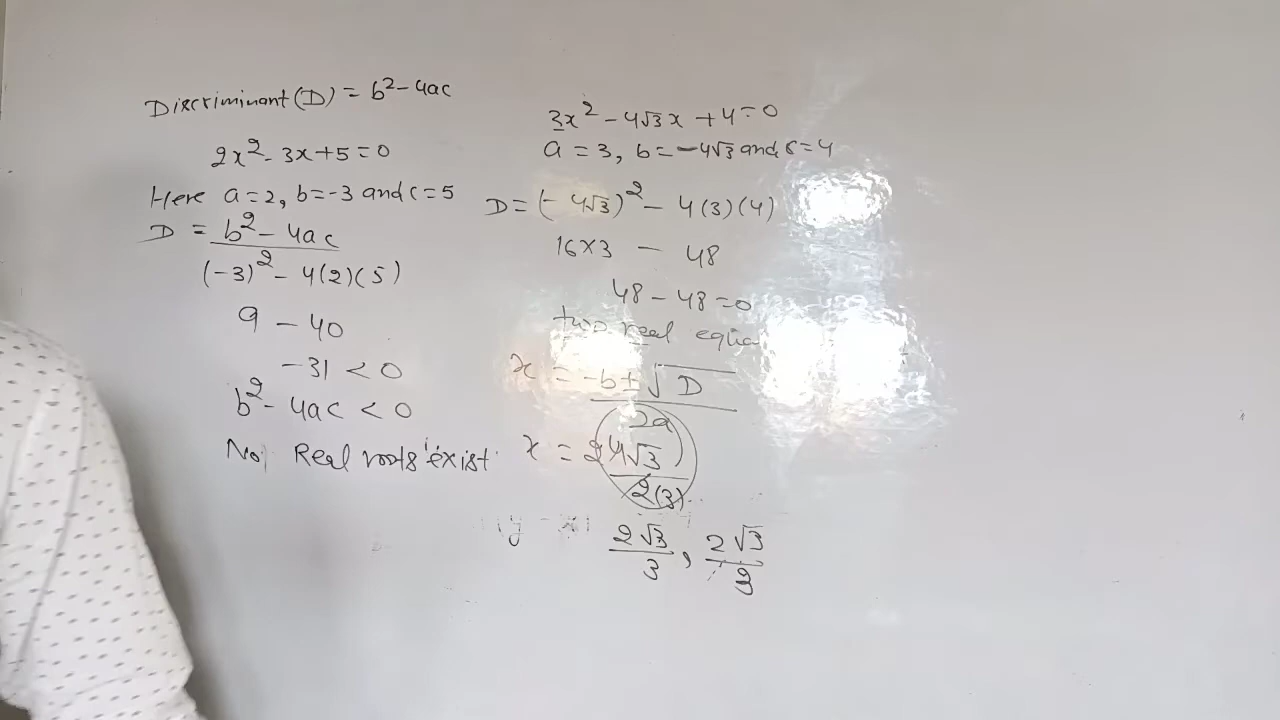 Discriminant (D) = b² - 4ac
2x² - 3x + 5 = 0
Here a = 2, b = -3 and c = 5
D = b² - 4ac
(-3)² - 4(2)(5)
9 - 40
-31 < 0
b² - 4ac < 0
No Real roots exist
3x² - 4√3x + 4 = 0
a = 3, b = -4√3 and c = 4
D = (-4√3)² - 4(3)(4)
16 × 3 - 48
48 - 48 = 0
two real equa
x = -b ± √D
2a
x = 4√3
2(3)
2√3/3, 2√3/3